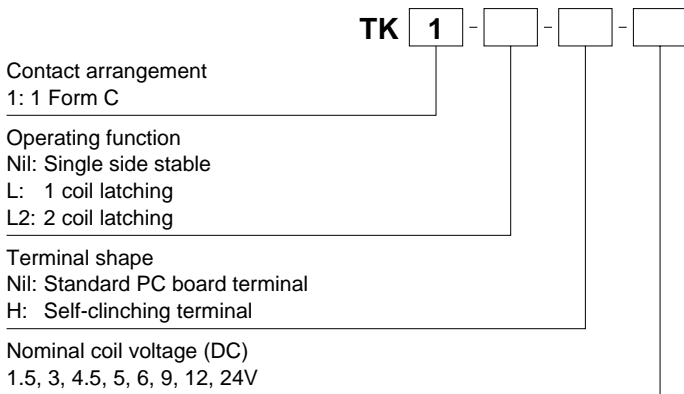 TK 1 - - -
Contact arrangement
1: 1 Form C
Operating function
Nil: Single side stable
L: 1 coil latching
L2: 2 coil latching
Terminal shape
Nil: Standard PC board terminal
H: Self-clinching terminal
Nominal coil voltage (DC)
1.5, 3, 4.5, 5, 6, 9, 12, 24V